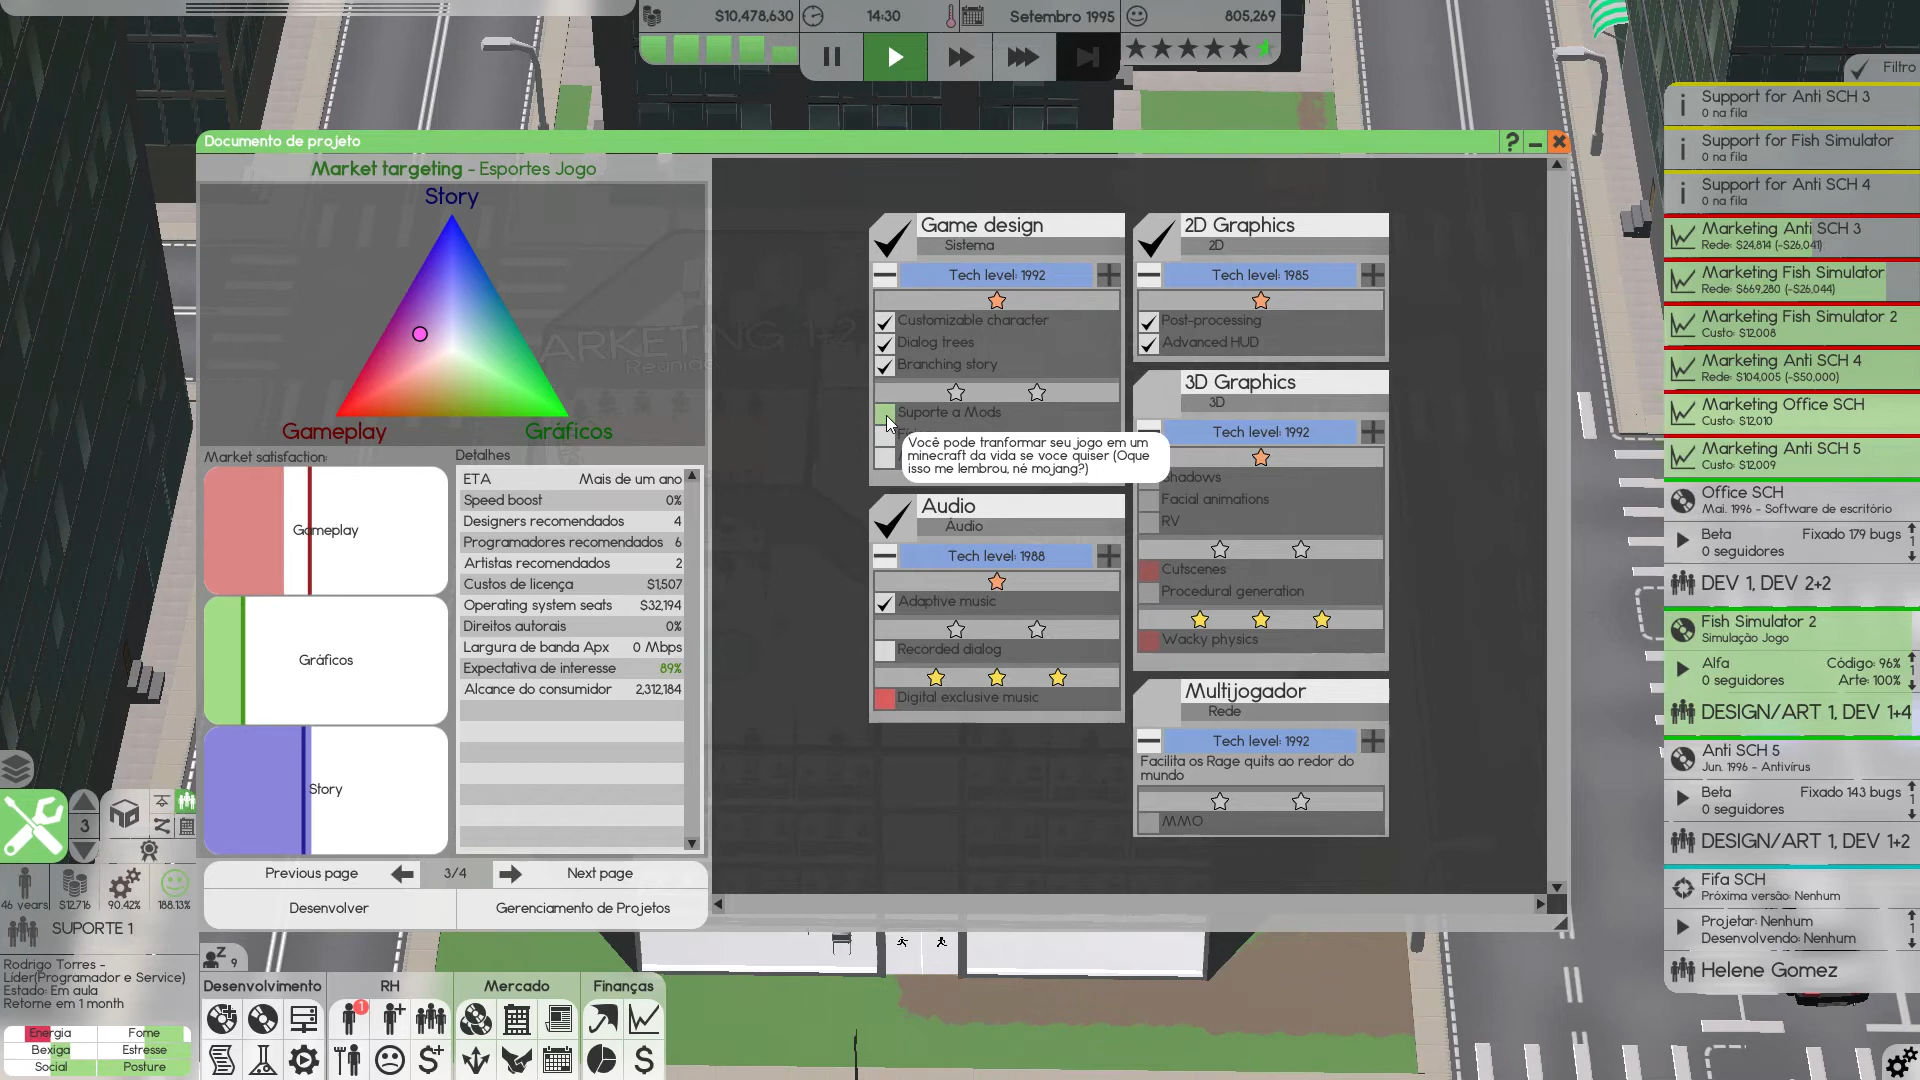 $10,478,630
14:30
Setembro 1995
805,269
Filtro
Documento de projeto
?
Market targeting - Esportes Jogo
Story
Gameplay
Gráficos
Market satisfaction:
Gameplay
Gráficos
Story
Detalhes
ETA Mais de um ano
Speed boost 0%
Designers recomendados 4
Programadores recomendados 6
Artistas recomendados 2
Custos de licença $1,507
Operating system seats $32,194
Direitos autorais 0%
Largura de banda Apx 0 Mbps
Expectativa de interesse 89%
Alcance do consumidor 2,312,184
Previous page
3/4
Next page
Desenvolver
Gerenciamento de Projetos
Game design
Sistema
Tech level: 1992
Customizable character
Dialog trees
Branching story
Suporte a Mods
Você pode tranformar seu jogo em um
minecraft da vida se voce quiser (Oque
isso me lembrou, né mojang?)
Audio
Áudio
Tech level: 1988
Adaptive music
Recorded dialog
Digital exclusive music
2D Graphics
2D
Tech level: 1985
Post-processing
Advanced HUD
3D Graphics
3D
Tech level: 1992
Shadows
Facial animations
RV
Cutscenes
Procedural generation
Wacky physics
Multijogador
Rede
Tech level: 1992
Facilita os Rage quits ao redor do
mundo
MMO
Support for Anti SCH 3
0 na fila
Support for Fish Simulator
0 na fila
Support for Anti SCH 4
0 na fila
Marketing Anti SCH 3
Rede: $24,814 (-$26,041)
Marketing Fish Simulator
Rede: $669,280 (-$26,044)
Marketing Fish Simulator 2
Custo: $12,008
Marketing Anti SCH 4
Rede: $104,005 (-$50,000)
Marketing Office SCH
Custo: $12,010
Marketing Anti SCH 5
Custo: $12,009
Office SCH
Mai. 1996 - Software de escritório
Beta Fixado 179 bugs
0 seguidores
1
DEV 1, DEV 2+2
Fish Simulator 2
Simulação Jogo
Alfa Código: 96%
0 seguidores Arte: 100%
1
DESIGN/ART 1, DEV 1+4
Anti SCH 5
Jun. 1996 - Antivírus
Beta Fixado 143 bugs
0 seguidores
1
DESIGN/ART 1, DEV 1+2
Fifa SCH
Próxima versão: Nenhum
Projetar: Nenhum
Desenvolvendo: Nenhum
1
Helene Gomez
3
46 years
$12,716
90.42%
188.13%
SUPORTE 1
Rodrigo Torres -
Líder(Programador e Service)
Estado: Em aula
Retorne em 1 month
Energia Fome
Bexiga Estresse
Social Posture
Z 9
Desenvolvimento
RH
1
Mercado
Finanças